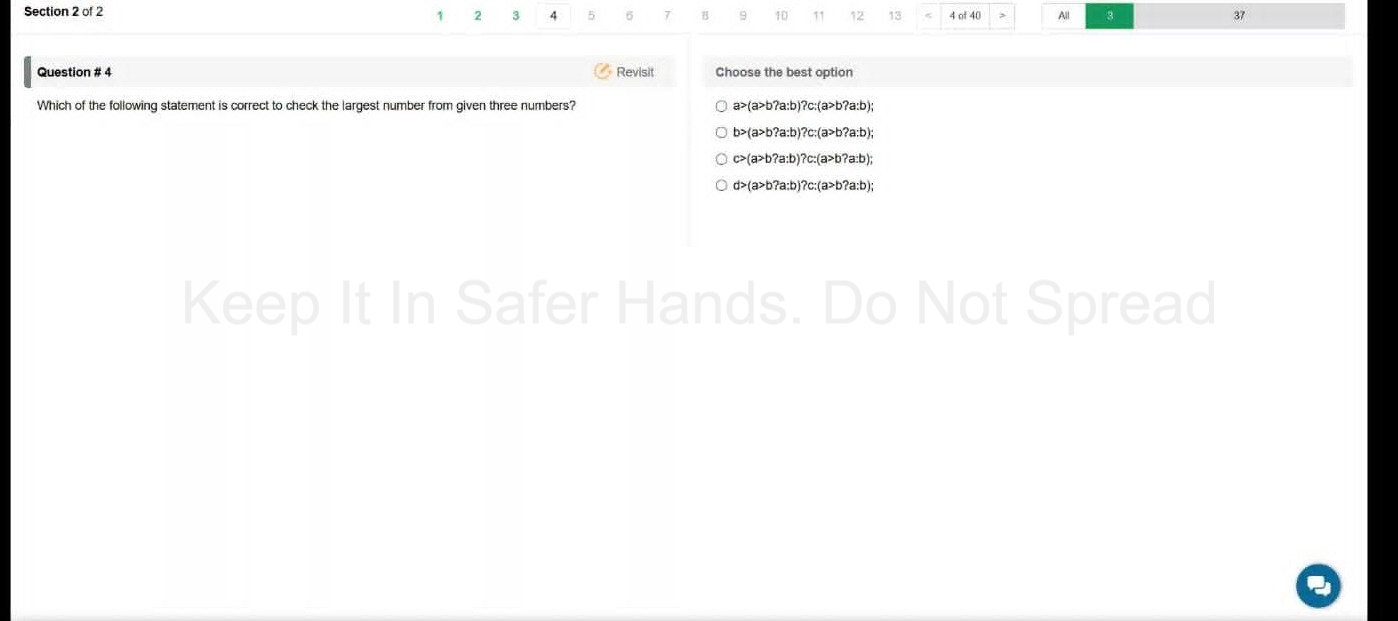 Section 2 of 2
1 2 3 4 5 6 7 8 9 10 11 12 13 < 4 of 40 > All 3 37
Question # 4
Revisit
Which of the following statement is correct to check the largest number from given three numbers?
Choose the best option
a>(a>b?a:b)?c:(a>b?a:b);
b>(a>b?a:b)?c:(a>b?a:b);
c>(a>b?a:b)?c:(a>b?a:b);
d>(a>b?a:b)?c:(a>b?a:b);
Keep It In Safer Hands. Do Not Spread